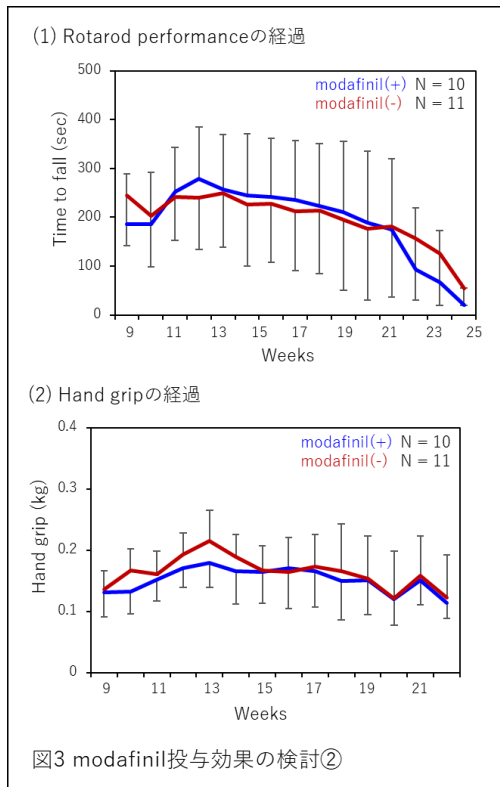 (1) Rotarod performanceの経過
500
400
300
200
100
0
Time to fall (sec)
modafinil(+) N = 10
modafinil(-) N = 11
9 11 13 15 17 19 21 23 25
Weeks
(2) Hand gripの経過
0.4
0.3
0.2
0.1
0
Hand grip (kg)
modafinil(+) N = 10
modafinil(-) N = 11
9 11 13 15 17 19 21
Weeks
図3 modafinil投与効果の検討②